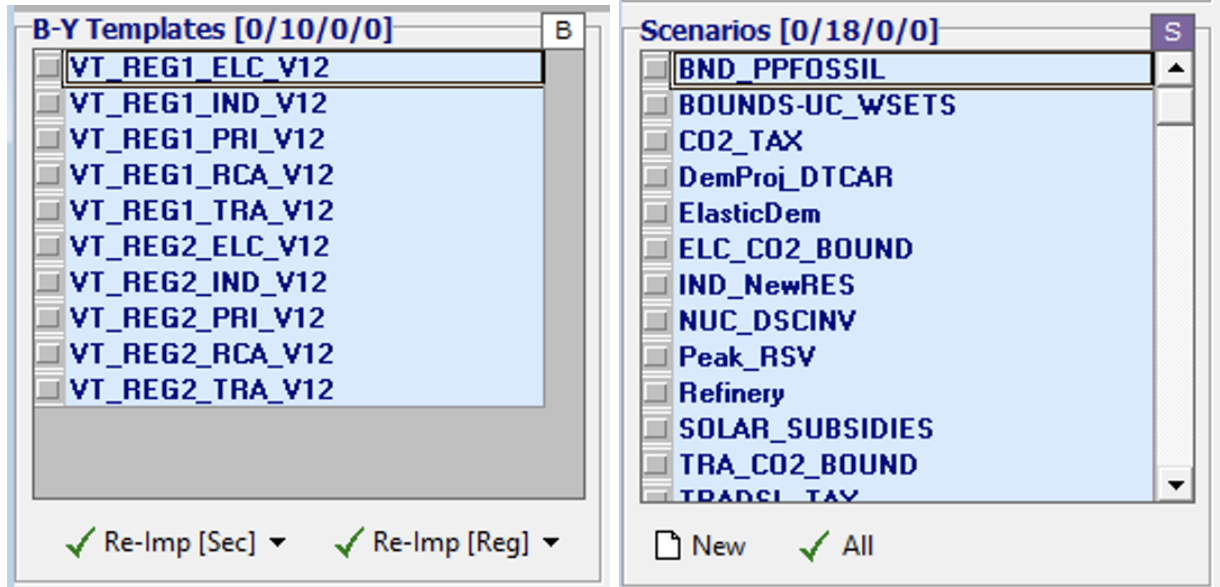 B-Y Templates [0/10/0/0]
B
VT_REG1_ELC_V12
VT_REG1_IND_V12
VT_REG1_PRI_V12
VT_REG1_RCA_V12
VT_REG1_TRA_V12
VT_REG2_ELC_V12
VT_REG2_IND_V12
VT_REG2_PRI_V12
VT_REG2_RCA_V12
VT_REG2_TRA_V12
Re-Imp [Sec]
Re-Imp [Reg]
Scenarios [0/18/0/0]
S
BND_PPFOSSIL
BOUNDS-UC_WSETS
CO2_TAX
DemProj_DTCAR
ElasticDem
ELC_CO2_BOUND
IND_NewRES
NUC_DSCINV
Peak_RSV
Refinery
SOLAR_SUBSIDIES
TRA_CO2_BOUND
New
All